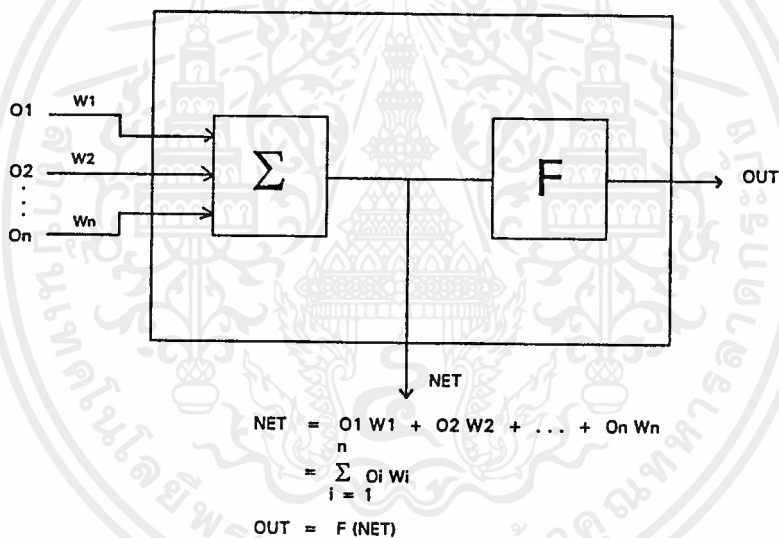 O1 W1
O2 W2
On Wn
Σ
F
OUT
NET
NET = O1 W1 + O2 W2 + . . . + On Wn
n
= Σ Oi Wi
i = 1
OUT = F (NET)